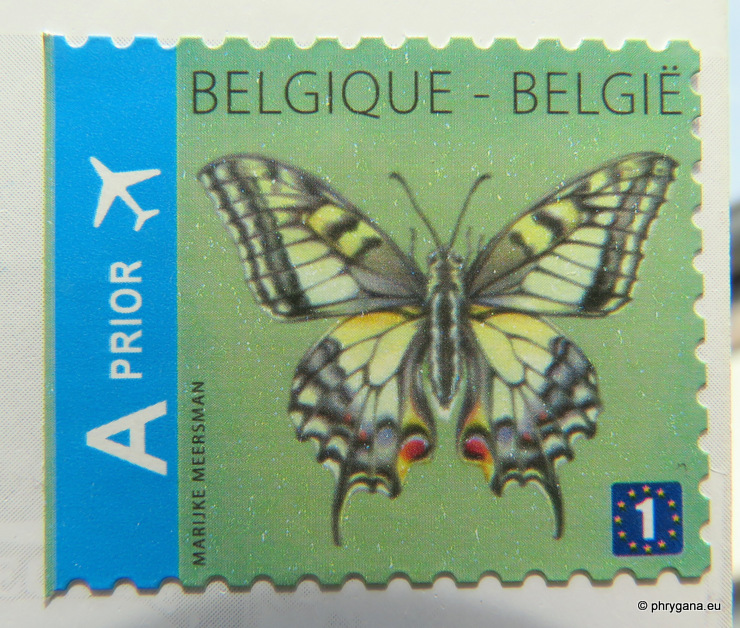 BELGIQUE - BELGIË
A PRIOR
MARIJKE MEERSMAN
1
© phrygana.eu